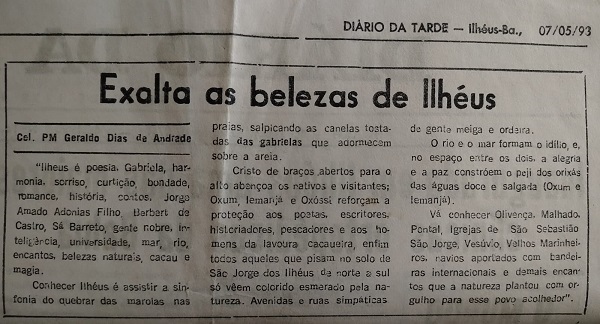 DIÁRIO DA TARDE — Ilhéus-Ba., 07/05/93
Exalta as belezas de Ilhéus
Cel. PM Geraldo Dias de Andrade
"Ilheus é poesia, Gabriela, har-
monia, sorriso, curtição, bondade,
romance, história, contos, Jorge
Amado Adonias Filho, Herbert de
Castro, Sá Barreto, gente nobre, in-
teligência, universidade, mar, rio,
encantos, belezas naturais, cacau e
magia.
Conhecer Ilhéus é assistir a sin-
fonia do quebrar das marolas nas
praias, salpicando as canelas tosta-
das das gabrielas que adormecem
sobre a areia.
Cristo de braços abertos para o
alto abençoa os nativos e visitantes;
Oxum, Iemanjá e Oxóssi reforçam a
proteção aos poetas, escritores,
historiadores, pescadores e aos ho-
mens da lavoura cacaueira, enfim
todos aqueles que pisam no solo de
São Jorge dos Ilhéus de norte a sul
só vêem colorido esmerado pela na-
tureza. Avenidas e ruas simpáticas
de gente meiga e ordeira.
O rio e o mar formam o idílio, e,
no espaço entre os dois, a alegria
e a paz constróem o peji dos orixás
das águas doce e salgada (Oxum e
Iemanjá).
Vá conhecer Olivença, Malhado,
Pontal, Igrejas de São Sebastião
São Jorge, Vesúvio, Velhos Marinhei-
ros, navios aportados com bandei-
ras internacionais e demais encan-
tos que a natureza plantou com or-
gulho para esse povo acolhedor".